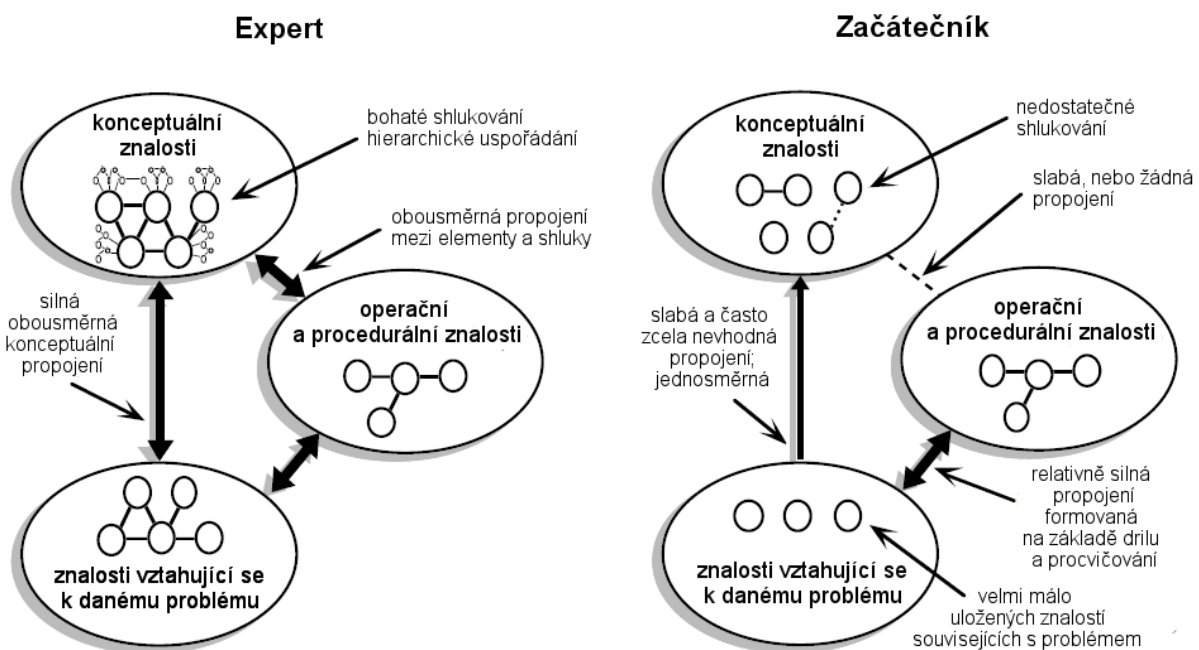 Expert
konceptuální
znalosti
bohaté shlukování
hierarchické uspořádání
obousměrná propojení
mezi elementy a shluky
silná
obousměrná
konceptuální
propojení
operační
a procedurální znalosti
znalosti vztahující se
k danému problému
Začátečník
konceptuální
znalosti
nedostatečné
shlukování
slabá, nebo žádná
propojení
slabá a často
zcela nevhodná
propojení;
jednosměrná
operační
a procedurální znalosti
relativně silná
propojení
formovaná
na základě drilu
a procvičování
znalosti vztahující se
k danému problému
velmi málo
uložených znalostí
souvisejících s problémem